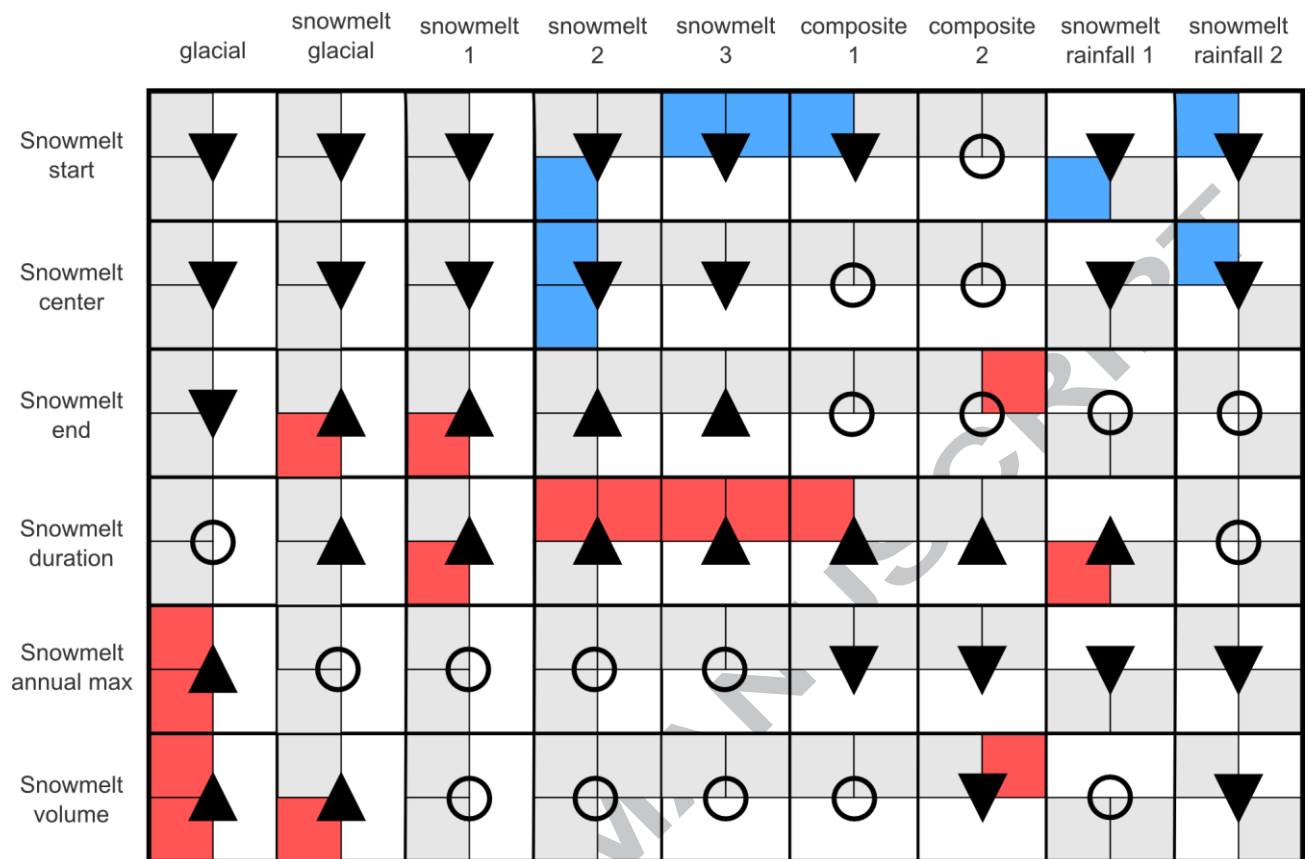 glacial
snowmelt
glacial
snowmelt
1
snowmelt
2
snowmelt
3
composite
1
composite
2
snowmelt
rainfall 1
snowmelt
rainfall 2
Snowmelt
start
Snowmelt
center
Snowmelt
end
Snowmelt
duration
Snowmelt
annual max
Snowmelt
volume
MANUSCRIPT